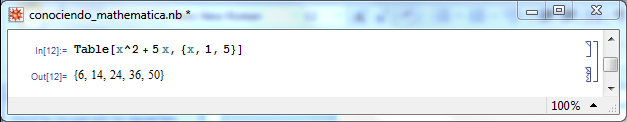 conociendo_mathematica.nb *
In[12]:= Table[x^2 + 5 x, {x, 1, 5}]
Out[12]= {6, 14, 24, 36, 50}
100%